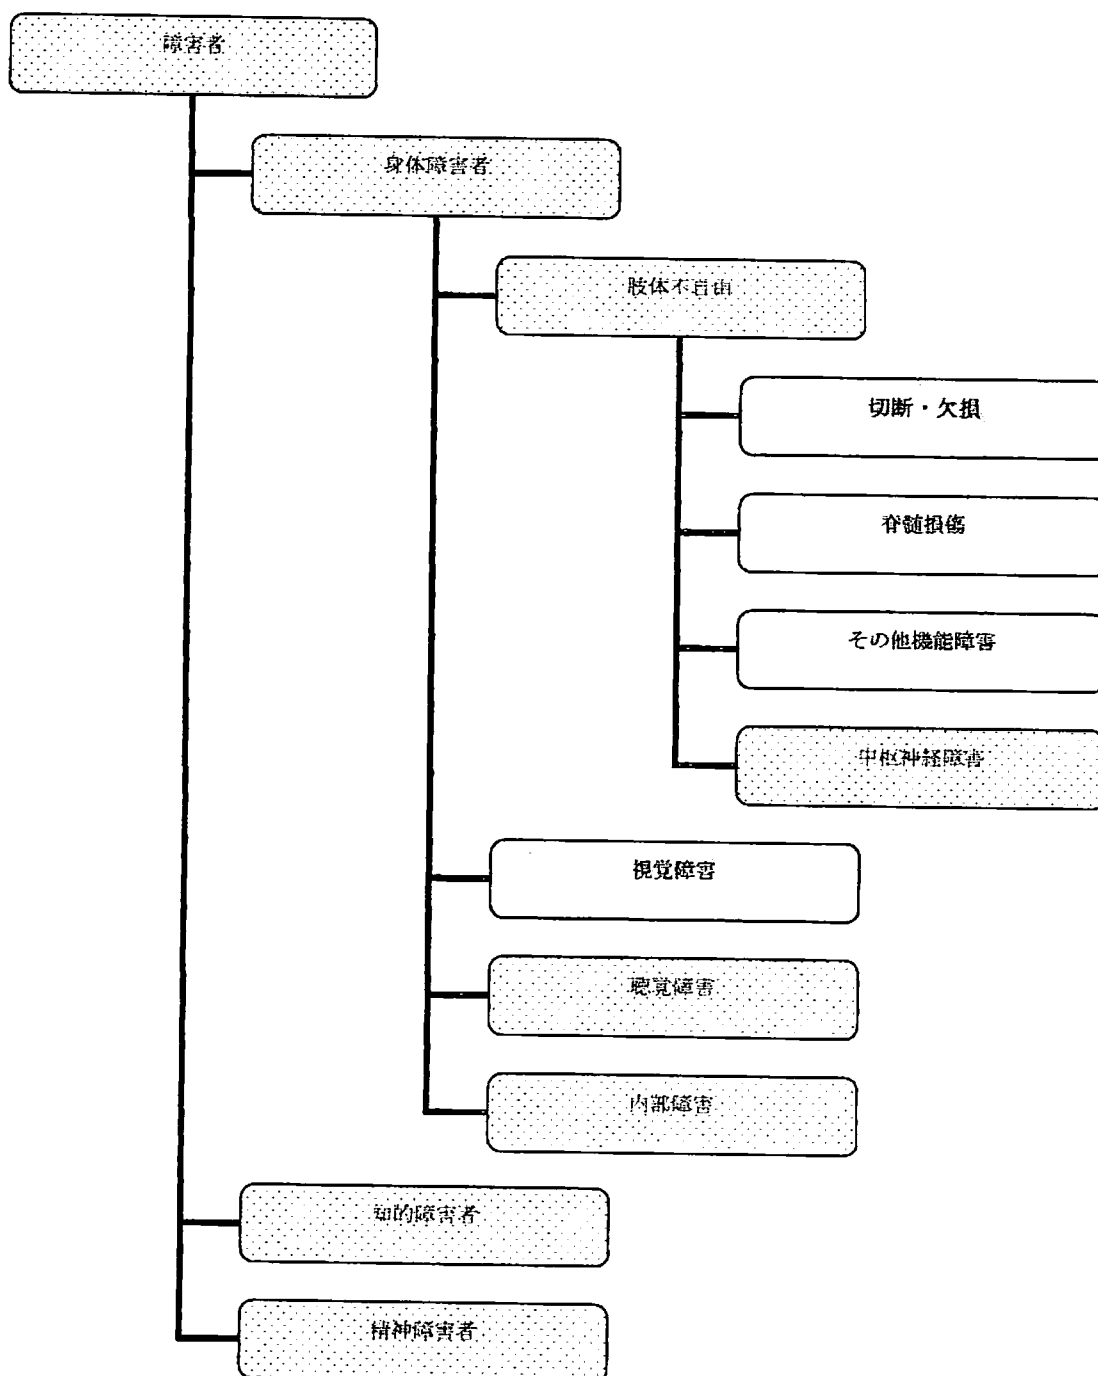 障害者
身体障害者
肢体不自由
切断・欠損
脊髄損傷
その他機能障害
中枢神経障害
視覚障害
聴覚障害
内部障害
知的障害者
精神障害者